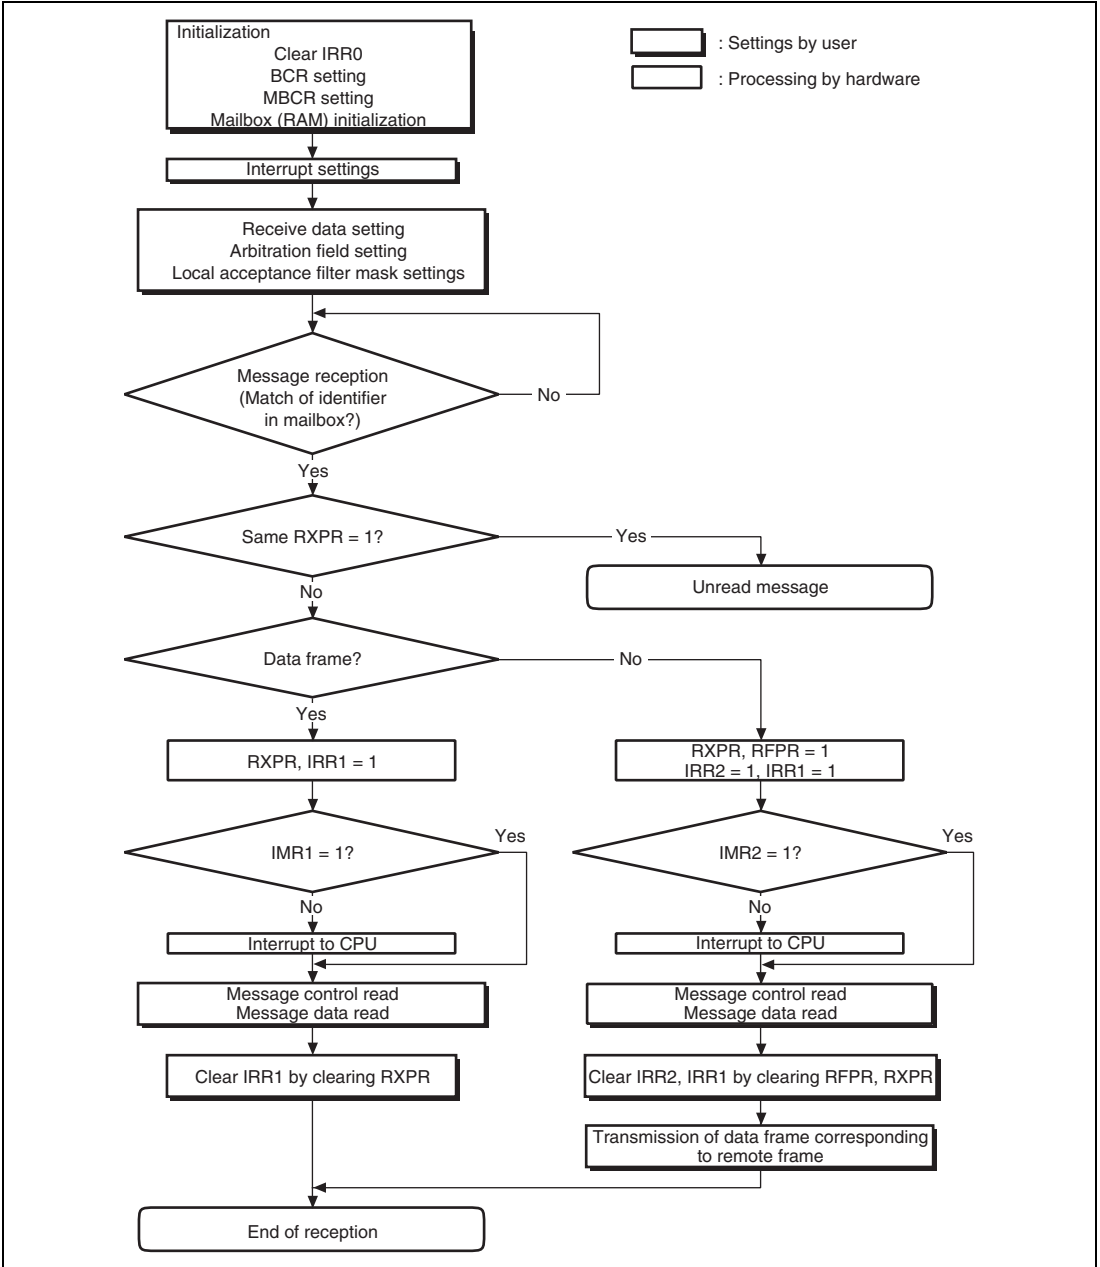 Initialization
Clear IRR0
BCR setting
MBCR setting
Mailbox (RAM) initialization
: Settings by user
: Processing by hardware
Interrupt settings
Receive data setting
Arbitration field setting
Local acceptance filter mask settings
Message reception
(Match of identifier
in mailbox?)
No
Yes
Same RXPR = 1?
Yes
Unread message
No
Data frame?
No
Yes
RXPR, IRR1 = 1
RXPR, RFPR = 1
IRR2 = 1, IRR1 = 1
IMR1 = 1?
Yes
IMR2 = 1?
Yes
No
No
Interrupt to CPU
Interrupt to CPU
Message control read
Message data read
Message control read
Message data read
Clear IRR1 by clearing RXPR
Clear IRR2, IRR1 by clearing RFPR, RXPR
Transmission of data frame corresponding
to remote frame
End of reception